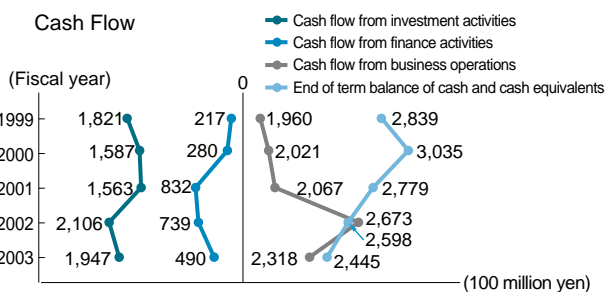 Cash Flow
Cash flow from investment activities
Cash flow from finance activities
Cash flow from business operations
End of term balance of cash and cash equivalents
(Fiscal year) 0
1999 1,821 217 1,960 2,839
2000 1,587 280 2,021 3,035
2001 1,563 832 2,067 2,779
2002 2,106 739 2,673
2,598
2003 1,947 490 2,318 2,445
(100 million yen)